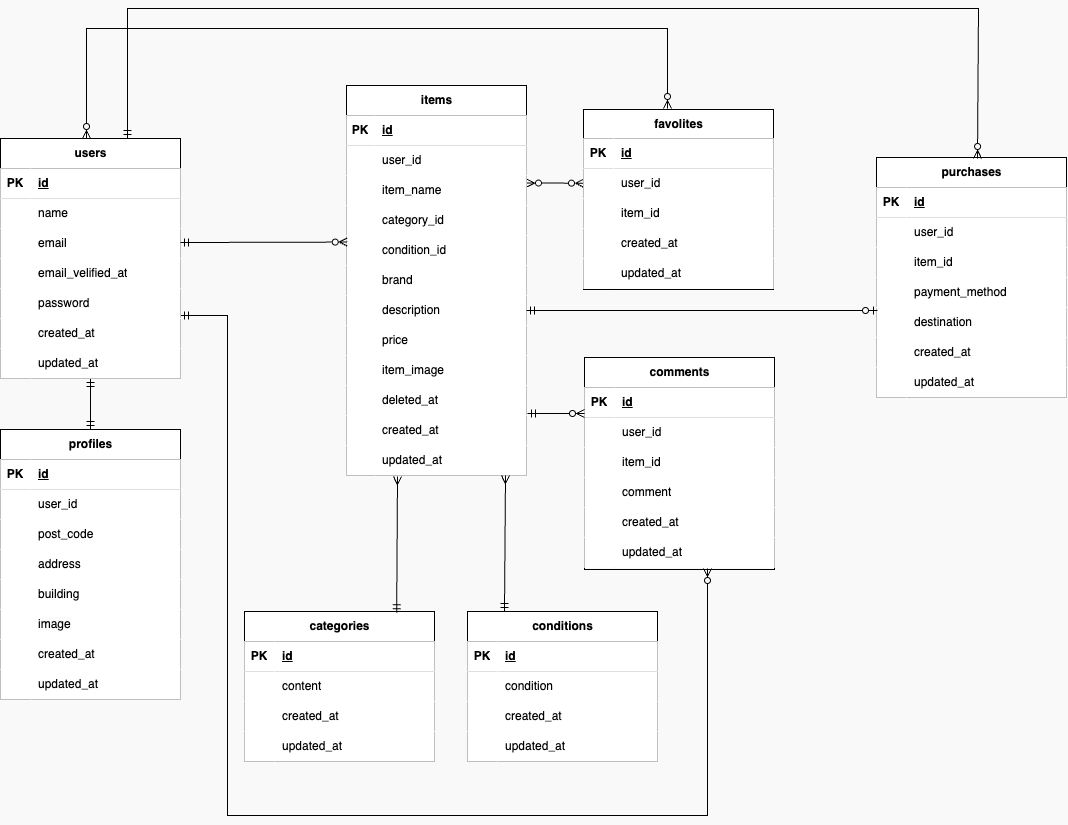 users
PK id
name
email
email_velified_at
password
created_at
updated_at
profiles
PK id
user_id
post_code
address
building
image
created_at
updated_at
items
PK id
user_id
item_name
category_id
condition_id
brand
description
price
item_image
deleted_at
created_at
updated_at
categories
PK id
content
created_at
updated_at
conditions
PK id
condition
created_at
updated_at
favolites
PK id
user_id
item_id
created_at
updated_at
comments
PK id
user_id
item_id
comment
created_at
updated_at
purchases
PK id
user_id
item_id
payment_method
destination
created_at
updated_at